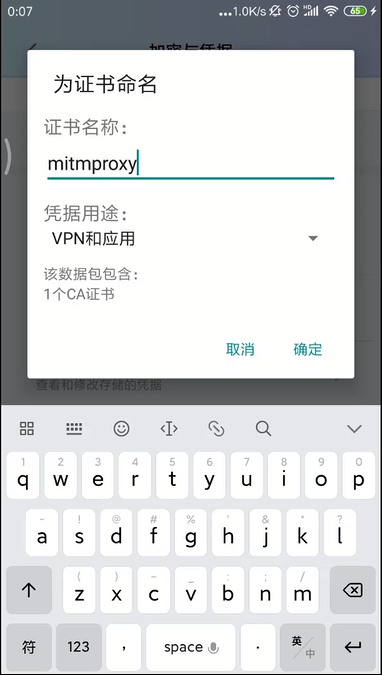 0:07 ...1.0K/s HD 65
加密与凭据
为证书命名
证书名称：
mitmproxy
凭据用途：
VPN和应用
该数据包包含：
1个CA证书
取消 确定
查看和修改存储的凭据
1 2 3 4 5 6 7 8 9 0
q w e r t y u i o p
- ! @ # % ' & * ?
a s d f g h j k l
( ) - _ : ; /
z x c v b n m
符 123 , space . 英/中